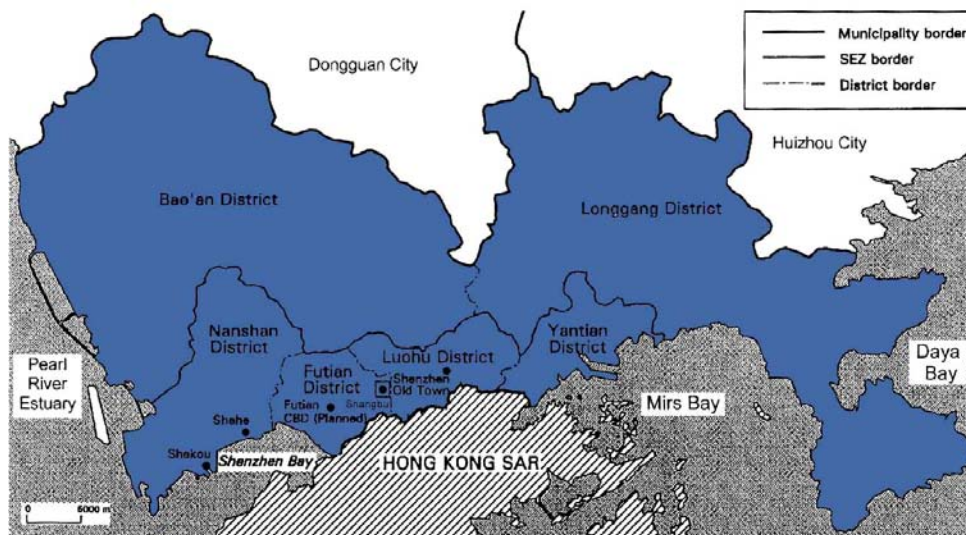 Dongguan City
Municipality border
SEZ border
District border
Huizhou City
Bao'an District
Longgang District
Nanshan
District
Yantian
District
Luohu District
Futian
District
Shenzhen
Old Town
Shangbu
Futian
CBD (Planned)
Pearl
River
Estuary
Daya
Bay
Mirs Bay
Shehe
Shekou
Shenzhen Bay
HONG KONG SAR
0 6000 m